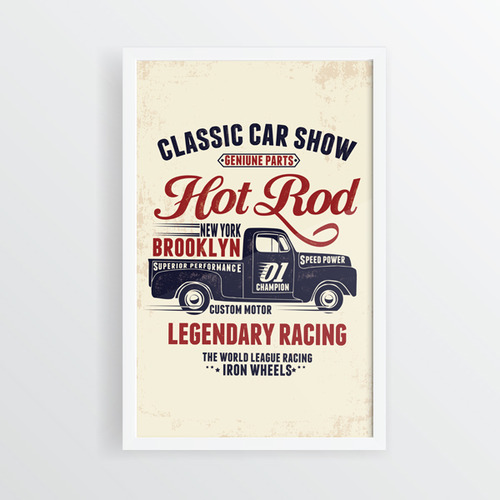 CLASSIC CAR SHOW
GENIUNE PARTS
Hot Rod
NEW YORK
BROOKLYN
SUPERIOR PERFORMANCE
01
CHAMPION
SPEED POWER
CUSTOM MOTOR
LEGENDARY RACING
THE WORLD LEAGUE RACING
IRON WHEELS